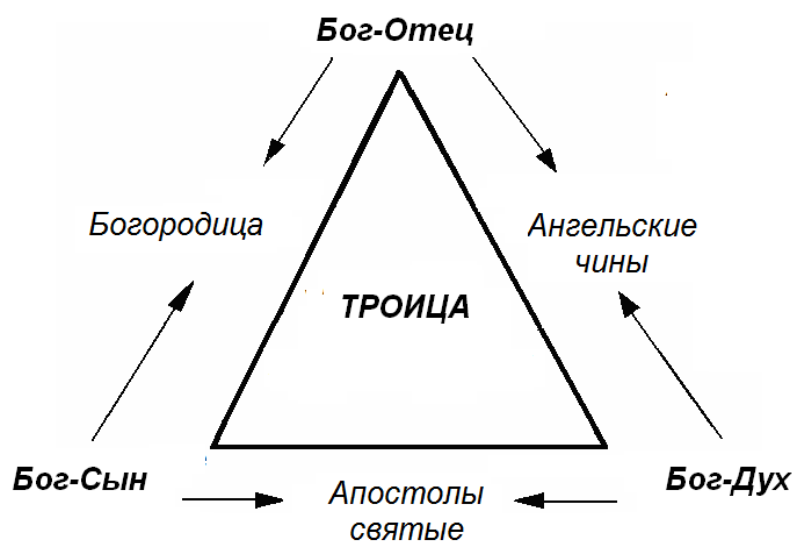 Бог-Отец
Богородица
Ангельские
чины
ТРОИЦА
Бог-Сын
Апостолы
святые
Бог-Дух